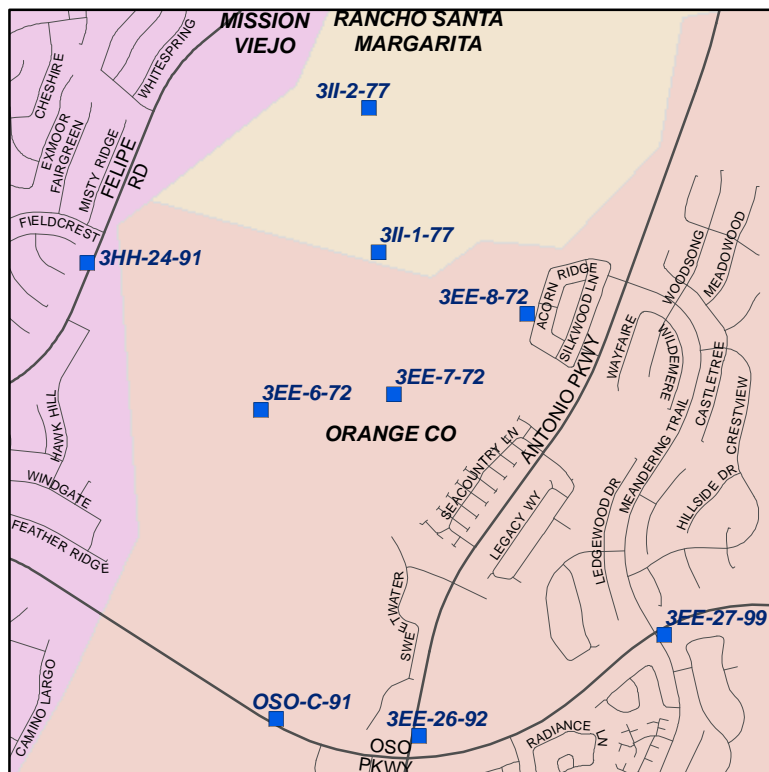 MISSION
VIEJO
RANCHO SANTA
MARGARITA
WHITESPRING
CHESHIRE
EXMOOR
FAIRGREEN
MISTY RIDGE
FELIPE
RD
FIELDCREST
3II-2-77
3HH-24-91
3II-1-77
3EE-8-72
ACORN RIDGE
SILKWOOD LN
WOODSONG
MEADOWOOD
WAYFAIRE
WILDEMERE
CASTLETREE
CRESTVIEW
MEANDERING TRAIL
ANTONIO PKWY
3EE-7-72
3EE-6-72
ORANGE CO
HAWK HILL
WINDGATE
FEATHER RIDGE
SEACOUNTRY LN
LEGACY WY
LEDGEWOOD DR
HILLSIDE DR
SWEETWATER
3EE-27-99
CAMINO LARGO
OSO-C-91
3EE-26-92
OSO
PKWY
RADIANCE
LN